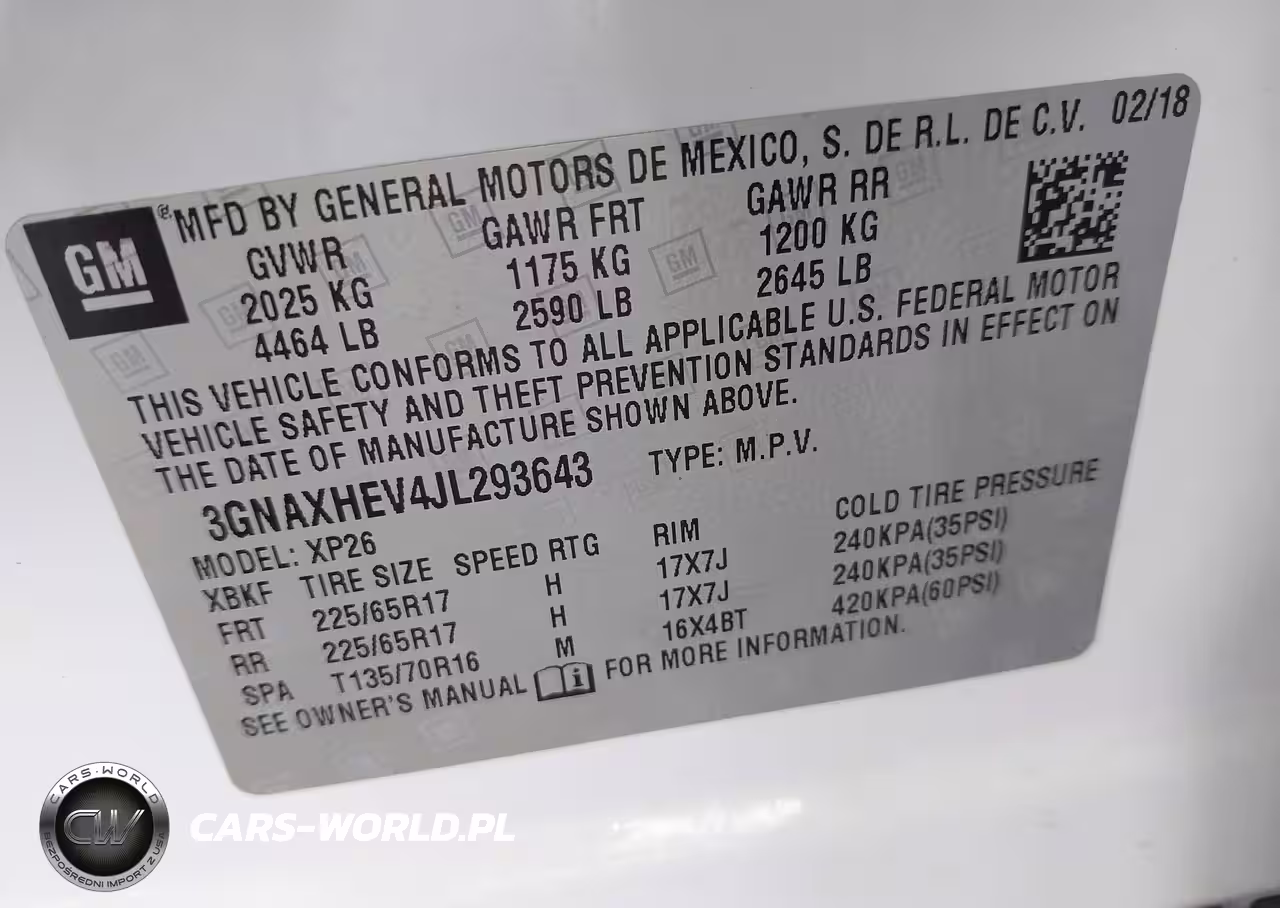 GM
MFD BY GENERAL MOTORS DE MEXICO, S. DE R.L. DE C.V. 02/18
GVWR GAWR FRT GAWR RR
2025 KG 1175 KG 1200 KG
4464 LB 2590 LB 2645 LB
THIS VEHICLE CONFORMS TO ALL APPLICABLE U.S. FEDERAL MOTOR
VEHICLE SAFETY AND THEFT PREVENTION STANDARDS IN EFFECT ON
THE DATE OF MANUFACTURE SHOWN ABOVE.
3GNAXHEV4JL293643 TYPE: M.P.V.
MODEL: XP26
XBKF TIRE SIZE SPEED RTG RIM COLD TIRE PRESSURE
FRT 225/65R17 H 17X7J 240KPA(35PSI)
RR 225/65R17 H 17X7J 240KPA(35PSI)
SPA T135/70R16 M 16X4BT 420KPA(60PSI)
SEE OWNER'S MANUAL FOR MORE INFORMATION.
CARS-WORLD
CW
BEZPOŚREDNI IMPORT Z USA
CARS-WORLD.PL